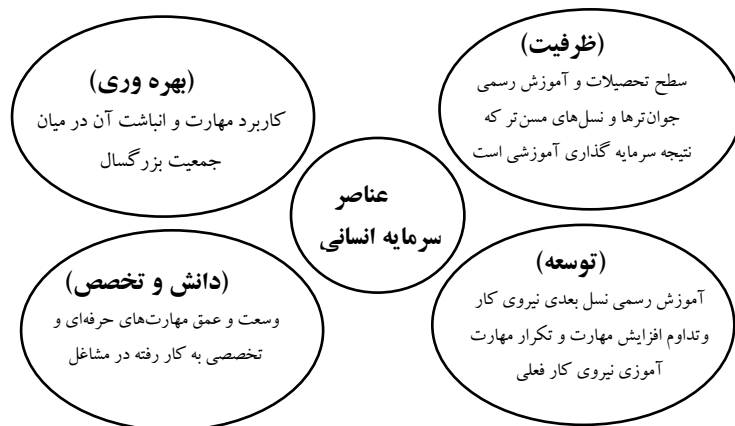 (ظرفیت)
سطح تحصیلات و آموزش رسمی
جوان‌ترها و نسل‌های مسن‌تر که
نتیجه سرمایه گذاری آموزشی است
(بهره وری)
کاربرد مهارت و انباشت آن در میان
جمعیت بزرگسال
عناصر
سرمایه انسانی
(توسعه)
آموزش رسمی نسل بعدی نیروی کار
وتداوم افزایش مهارت و تکرار مهارت
آموزی نیروی کار فعلی
(دانش و تخصص)
وسعت و عمق مهارت‌های حرفه‌ای و
تخصصی به کار رفته در مشاغل